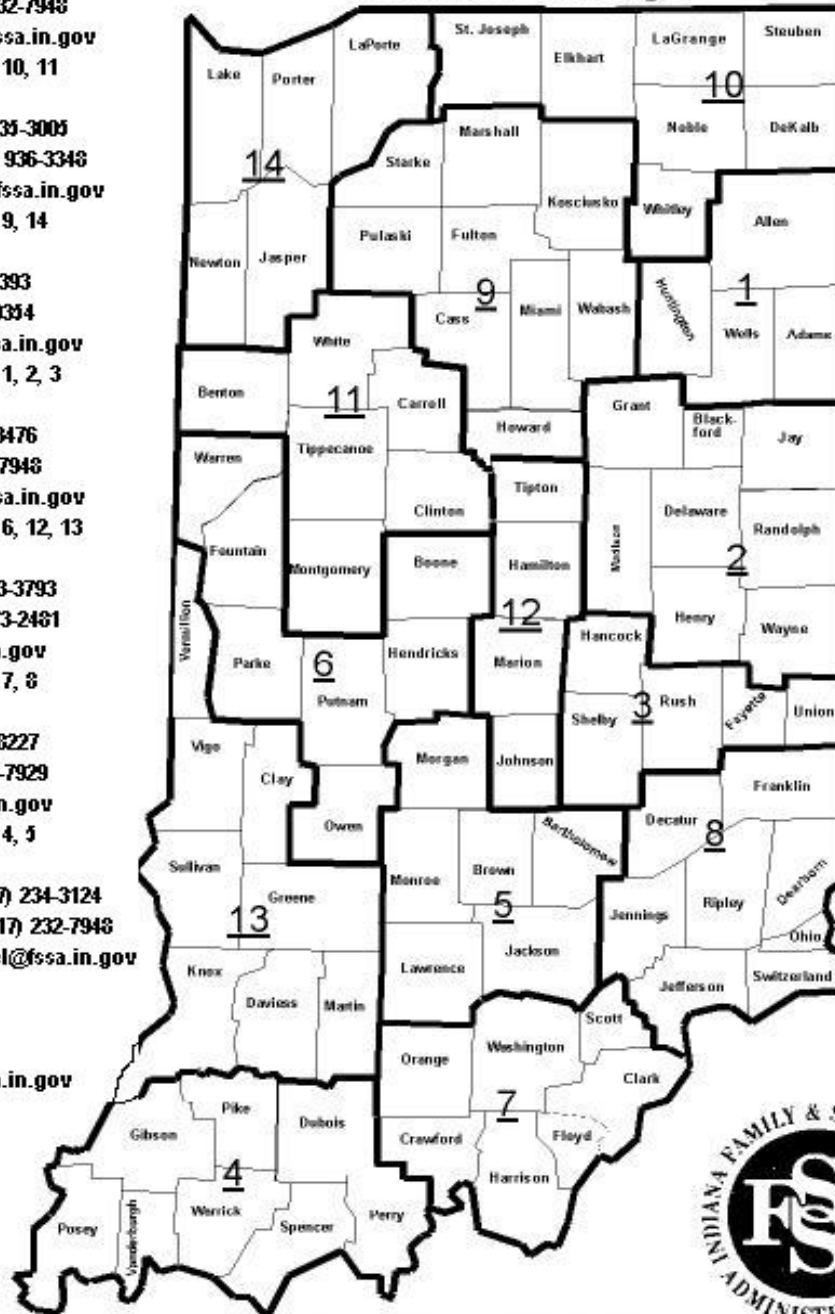 32-7948
fssa.in.gov
10, 11
35-3005
936-3348
fssa.in.gov
9, 14
393
0354
sa.in.gov
1, 2, 3
8476
7948
sa.in.gov
6, 12, 13
3-3793
73-2481
n.gov
7, 8
6227
-7929
in.gov
4, 5
7) 234-3124
17) 232-7948
el@fssa.in.gov
a.in.gov
Lake
Porter
LaPorte
St. Joseph
Elkhart
LaGrange
Steuben
10
Noble
DeKalb
14
Starke
Marshall
Kosciusko
Whitley
Allen
Newton
Jasper
Pulaski
Fulton
9
Cass
Miami
Wabash
Huntington
1
Wells
Adams
White
Benton
11
Carroll
Howard
Grant
Black-
ford
Jay
Warren
Tippecanoe
Clinton
Tipton
Delaware
Randolph
Madison
2
Fountain
Montgomery
Boone
Hamilton
12
Henry
Wayne
Vermillion
Parke
6
Putnam
Hendricks
Marion
Hancock
3
Shelby
Rush
Fayette
Union
Vigo
Clay
Owen
Morgan
Johnson
Franklin
Decatur
8
Sullivan
Greene
13
Monroe
Brown
Bartholomew
5
Jennings
Ripley
Dearborn
Ohio
Knox
Daviess
Martin
Lawrence
Jackson
Jefferson
Switzerland
Orange
Washington
Scott
Clark
7
Crawford
Floyd
Harrison
Gibson
Pike
Dubois
4
Posey
Vanderburgh
Warrick
Spencer
Perry
INDIANA FAMILY & S
FSS
ADMINIST